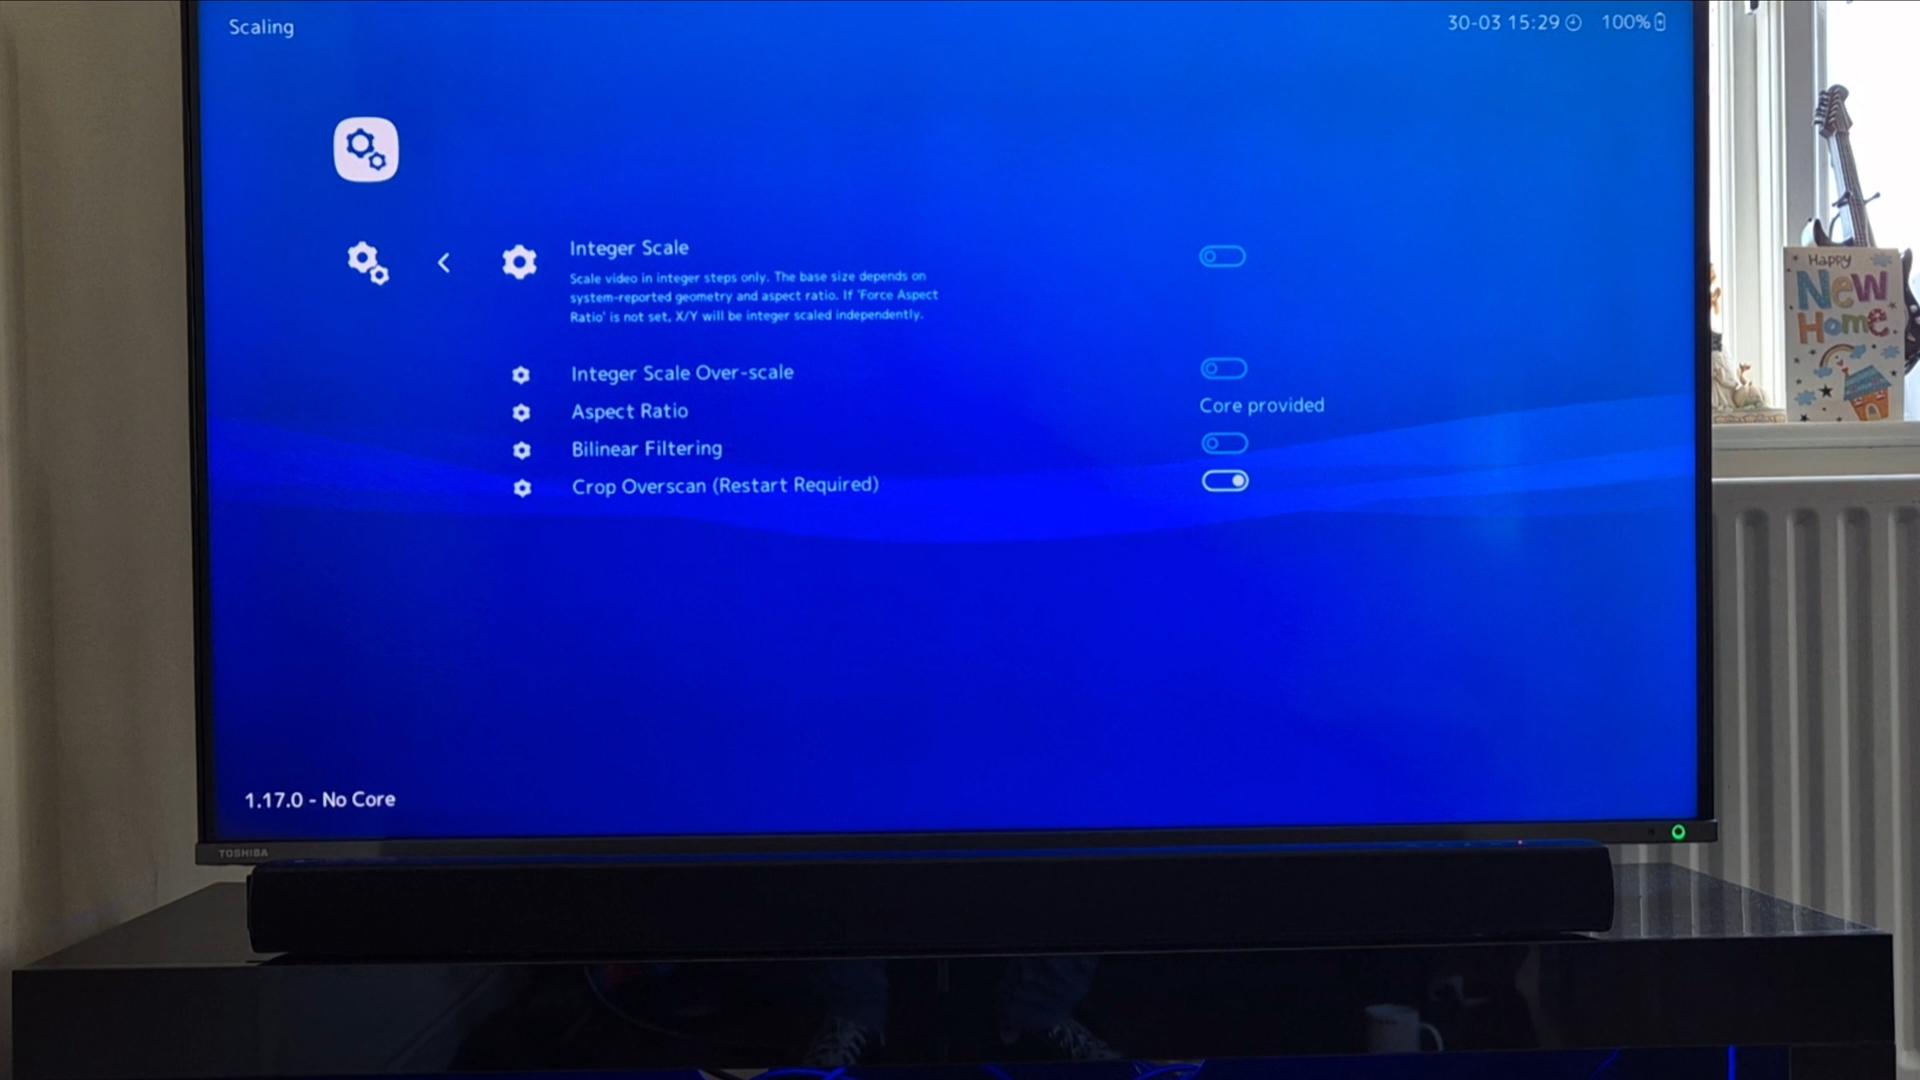 Scaling
30-03 15:29 100%
Integer Scale
Scale video in integer steps only. The base size depends on
system-reported geometry and aspect ratio. If 'Force Aspect
Ratio' is not set, X/Y will be integer scaled independently.
Integer Scale Over-scale
Aspect Ratio Core provided
Bilinear Filtering
Crop Overscan (Restart Required)
1.17.0 - No Core
TOSHIBA
Happy
New
Home